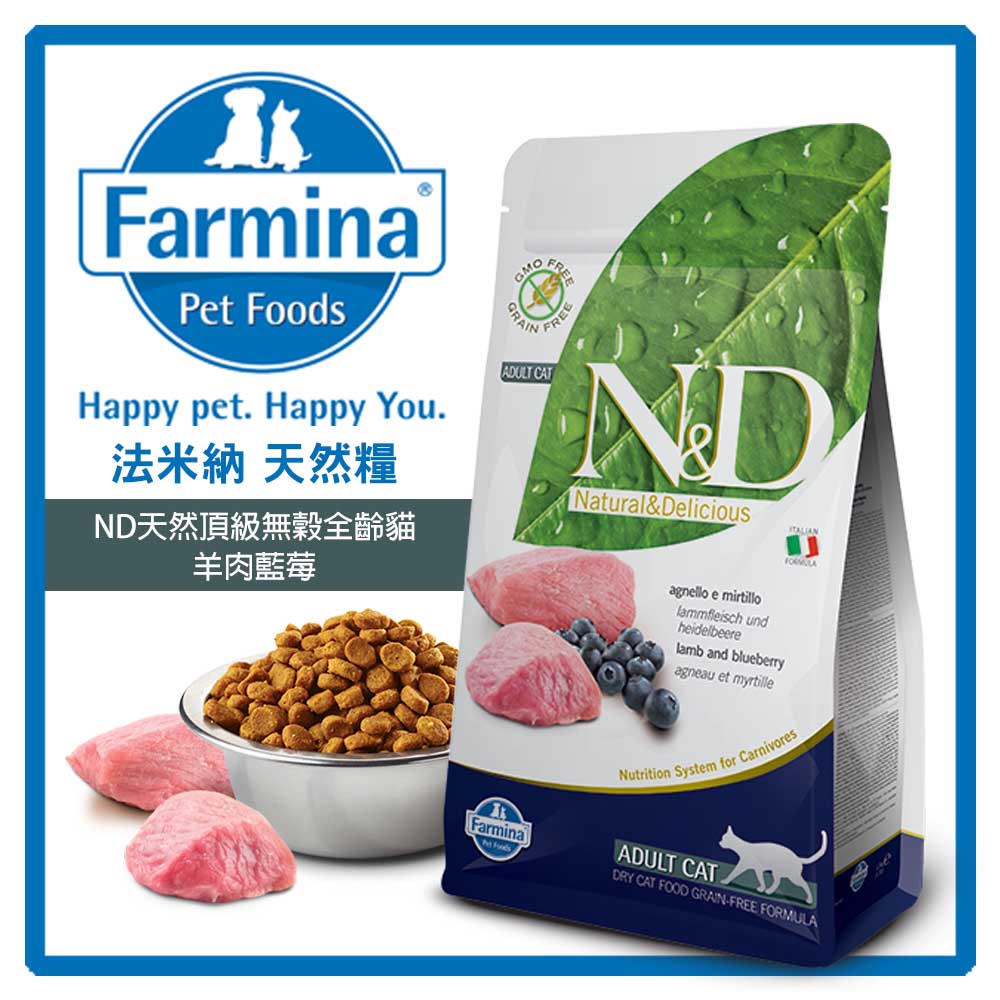 Farmina®
Pet Foods
Happy pet. Happy You.
法米納 天然糧
ND天然頂級無穀全齡貓
羊肉藍莓
GMO FREE
GRAIN FREE
ADULT CAT
N&D
Natural&Delicious
ITALIAN
FORMULA
agnello e mirtillo
lammfleisch und
heidelbeere
lamb and blueberry
agneau et myrtille
Nutrition System for Carnivores
Farmina
Pet Foods
ADULT CAT
DRY CAT FOOD GRAIN-FREE FORMULA